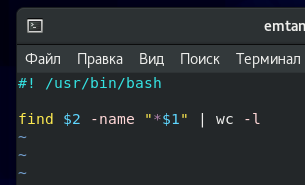 emtan
Файл Правка Вид Поиск Терминал
#! /usr/bin/bash
find $2 -name "*$1" | wc -l
~
~
~